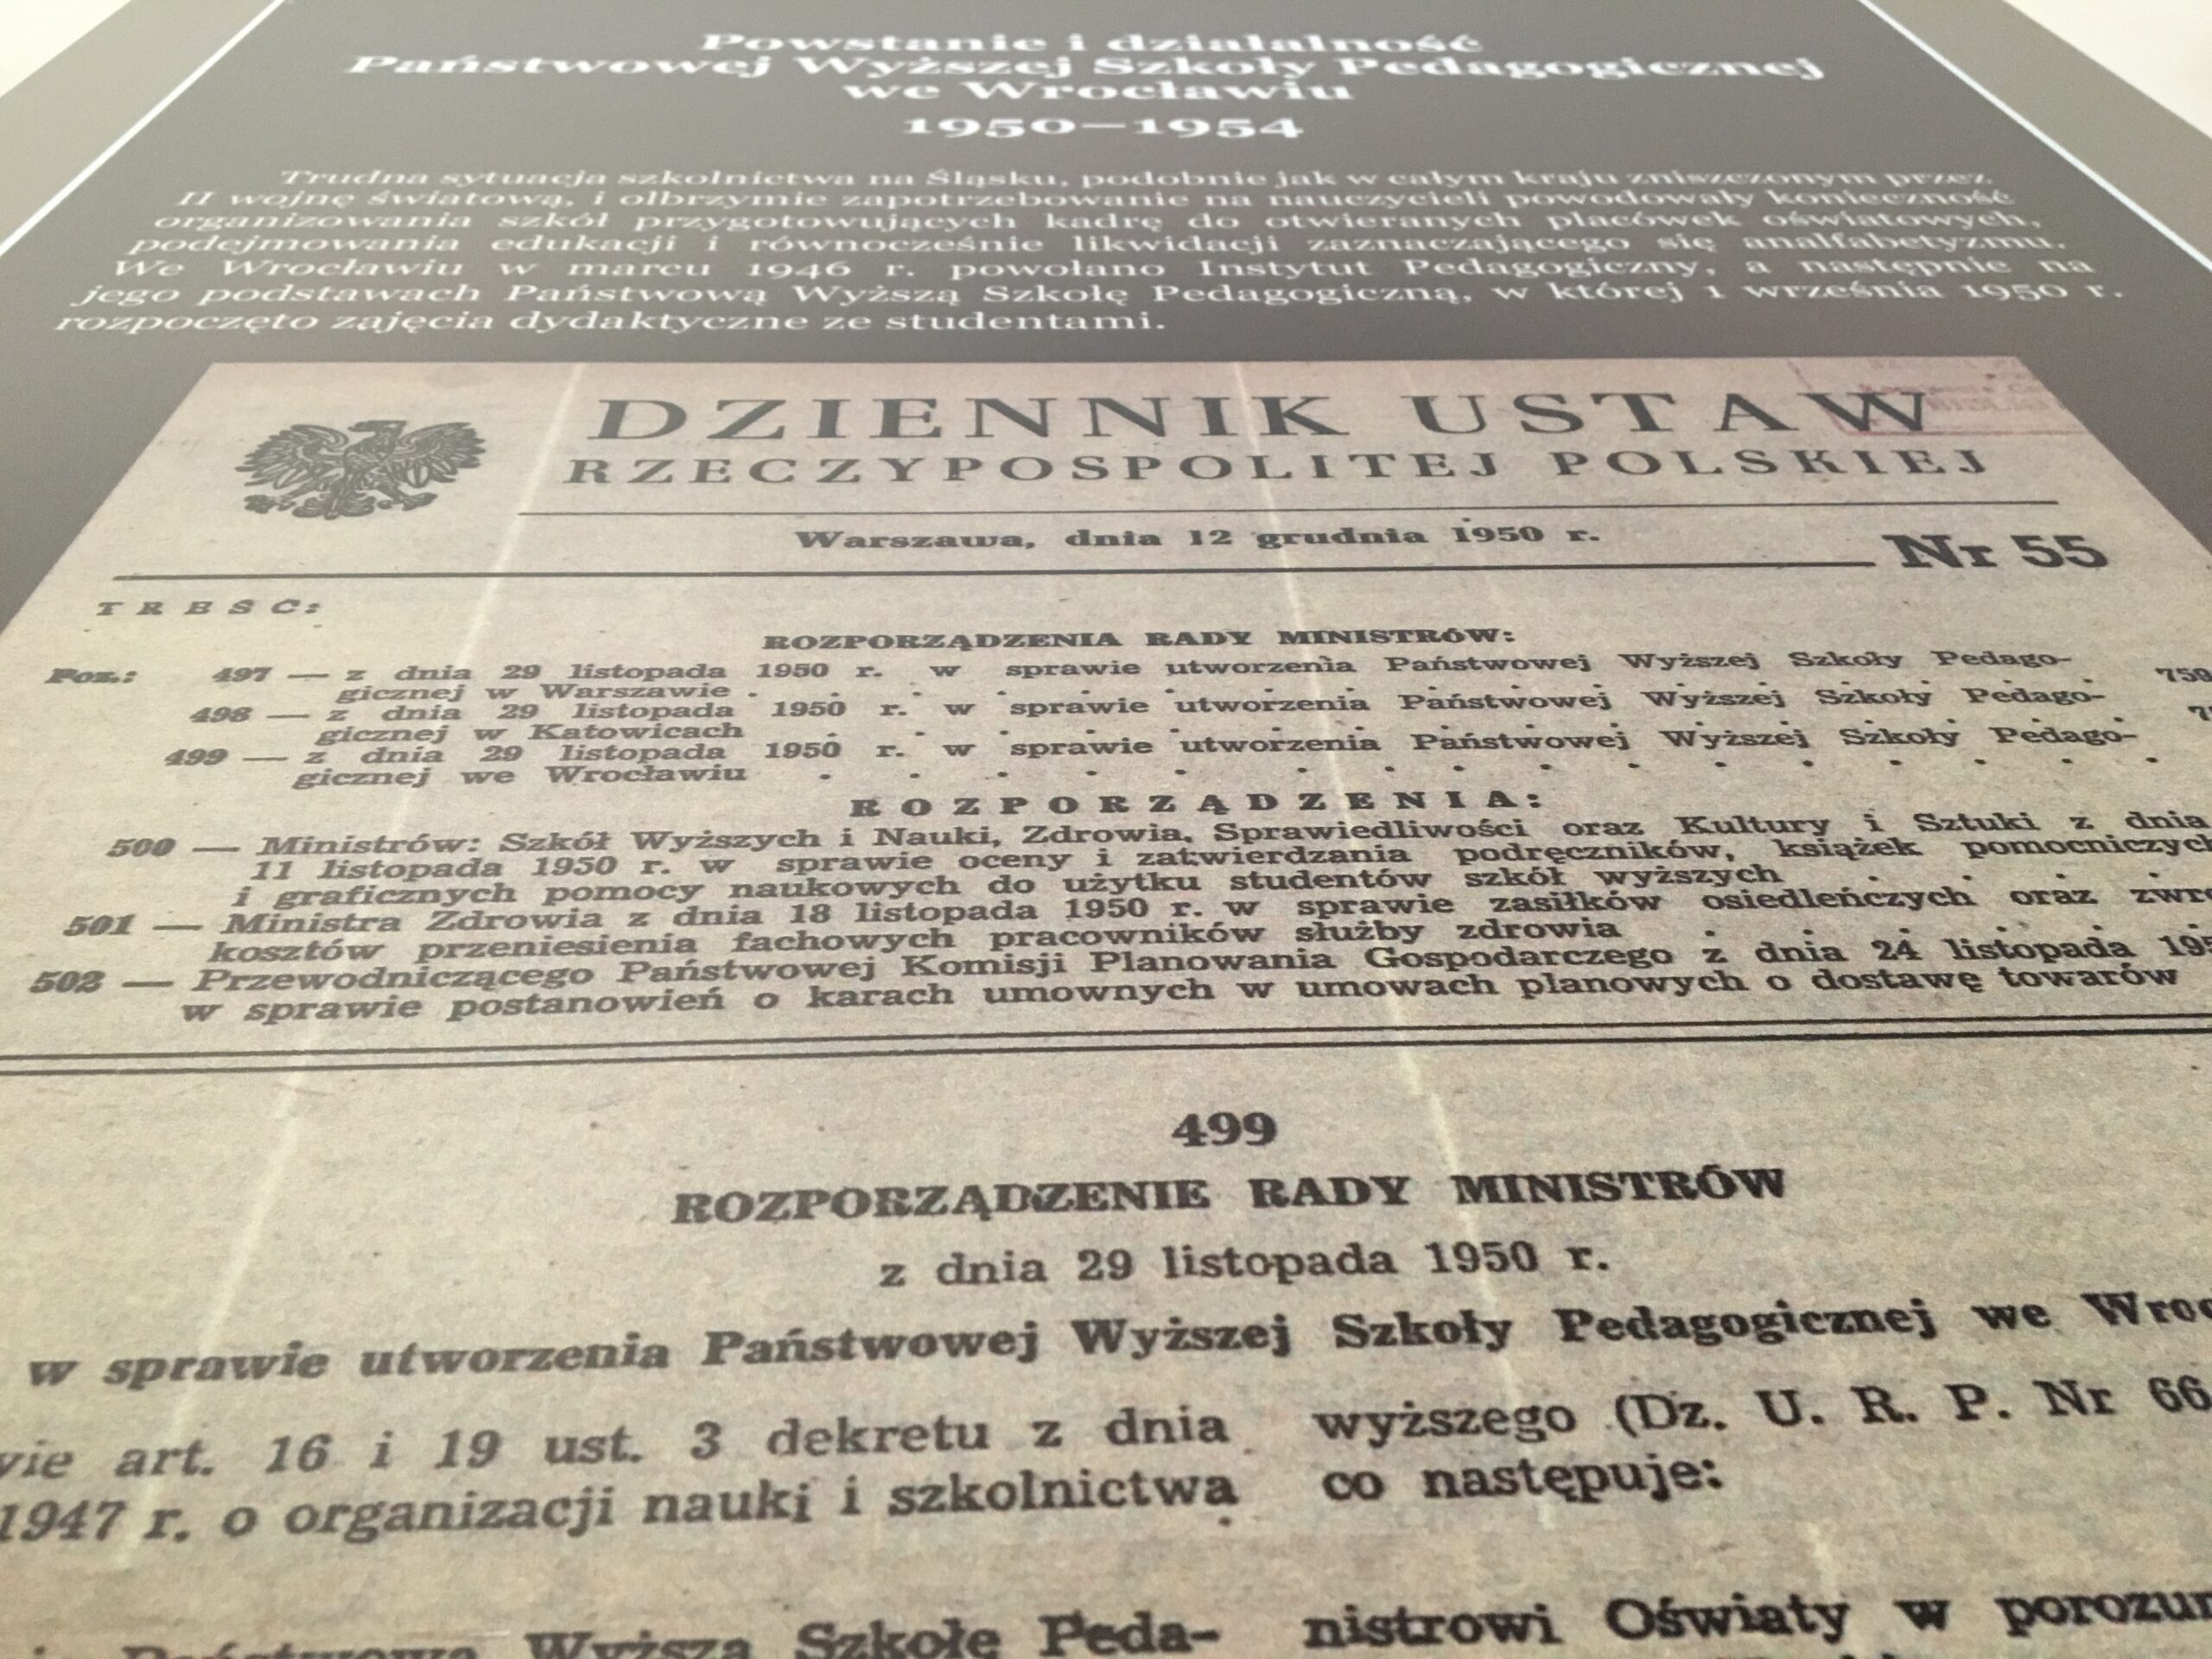 Powstanie i działalność
Państwowej Wyższej Szkoły Pedagogicznej
we Wrocławiu
1950—1954
Trudna sytuacja szkolnictwa na Śląsku, podobnie jak w całym kraju zniszczonym przez
II wojnę światową, i olbrzymie zapotrzebowanie na nauczycieli powodowały konieczność
organizowania szkół przygotowujących kadrę do otwieranych placówek oświatowych,
podejmowania edukacji i równocześnie likwidacji zaznaczającego się analfabetyzmu.
We Wrocławiu w marcu 1946 r. powołano Instytut Pedagogiczny, a następnie na
jego podstawach Państwową Wyższą Szkołę Pedagogiczną, w której 1 września 1950 r.
rozpoczęto zajęcia dydaktyczne ze studentami.
DZIENNIK USTAW
RZECZYPOSPOLITEJ POLSKIEJ
Warszawa, dnia 12 grudnia 1950 r.
Nr 55
TREŚĆ:
ROZPORZĄDZENIA RADY MINISTRÓW:
Poz.: 497 — z dnia 29 listopada 1950 r. w sprawie utworzenia Państwowej Wyższej Szkoły Pedago-
gicznej w Warszawie . . . . . . . . . . . 759
498 — z dnia 29 listopada 1950 r. w sprawie utworzenia Państwowej Wyższej Szkoły Pedago-
gicznej w Katowicach . . . . . . . . . . .
499 — z dnia 29 listopada 1950 r. w sprawie utworzenia Państwowej Wyższej Szkoły Pedago-
gicznej we Wrocławiu . . . . . . . . . . .
ROZPORZĄDZENIA:
500 — Ministrów: Szkół Wyższych i Nauki, Zdrowia, Sprawiedliwości oraz Kultury i Sztuki z dnia
11 listopada 1950 r. w sprawie oceny i zatwierdzania podręczników, książek pomocniczych
i graficznych pomocy naukowych do użytku studentów szkół wyższych . . . .
501 — Ministra Zdrowia z dnia 18 listopada 1950 r. w sprawie zasiłków osiedleńczych oraz zwro
kosztów przeniesienia fachowych pracowników służby zdrowia . . . . .
502 — Przewodniczącego Państwowej Komisji Planowania Gospodarczego z dnia 24 listopada 195
w sprawie postanowień o karach umownych w umowach planowych o dostawę towarów
499
ROZPORZĄDZENIE RADY MINISTRÓW
z dnia 29 listopada 1950 r.
w sprawie utworzenia Państwowej Wyższej Szkoły Pedagogicznej we Wroc
vie art. 16 i 19 ust. 3 dekretu z dnia
1947 r. o organizacji nauki i szkolnictwa
wyższego (Dz. U. R. P. Nr 66
co następuje:
Państwową Wyższą Szkołę Peda-
nistrowi Oświaty w porozum